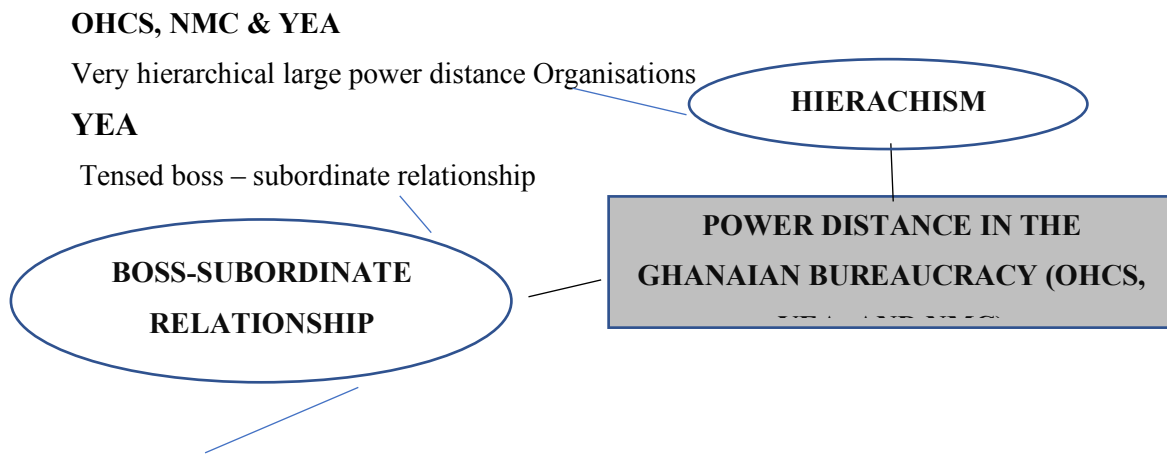 OHCS, NMC & YEA
Very hierarchical large power distance Organisations
HIERACHISM
YEA
Tensed boss – subordinate relationship
POWER DISTANCE IN THE
GHANAIAN BUREAUCRACY (OHCS,
BOSS-SUBORDINATE
RELATIONSHIP